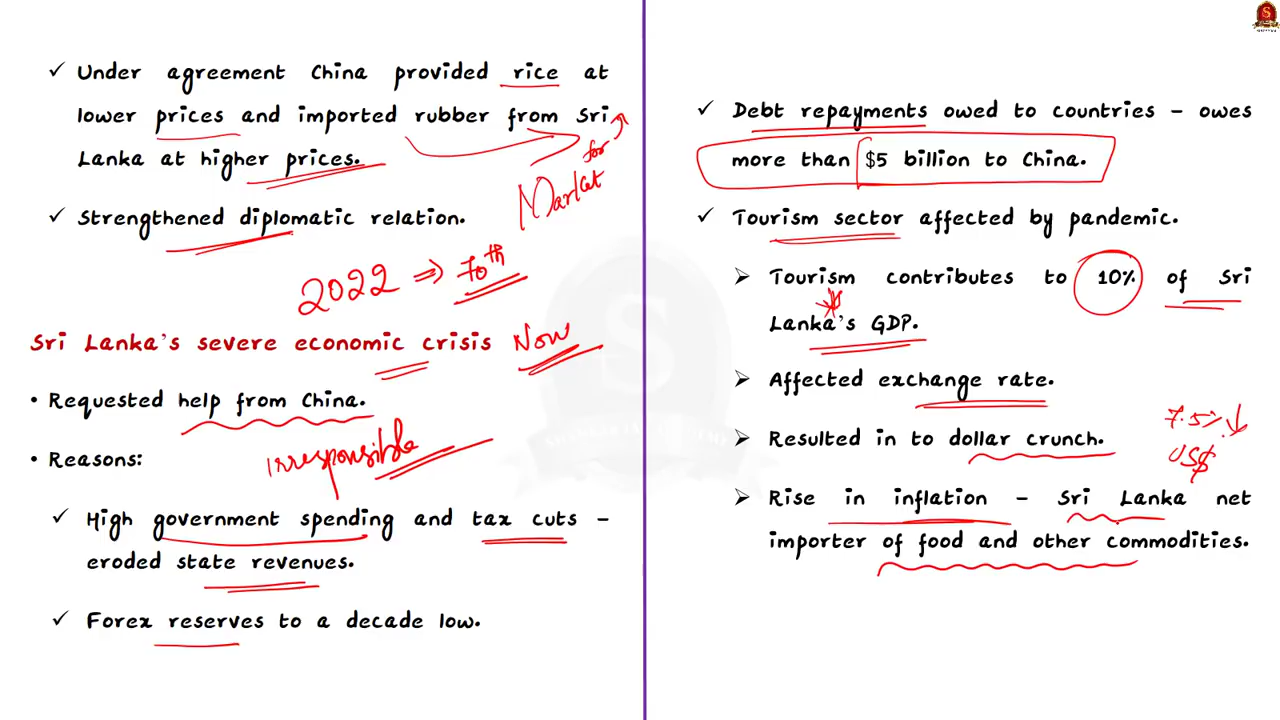 ✓ Under agreement China provided rice at
lower prices and imported rubber from Sri
Lanka at higher prices.
for
Market
✓ Strengthened diplomatic relation.
2022 ⇒ 70th
Sri Lanka's severe economic crisis Now
• Requested help from China.
• Reasons:
irresponsible
✓ High government spending and tax cuts –
eroded state revenues.
✓ Forex reserves to a decade low.
✓ Debt repayments owed to countries – owes
more than $5 billion to China.
✓ Tourism sector affected by pandemic.
➢ Tourism contributes to 10% of Sri
Lanka's GDP.
➢ Affected exchange rate.
7.5% ↓
➢ Resulted in to dollar crunch.
US$
➢ Rise in inflation – Sri Lanka net
importer of food and other commodities.